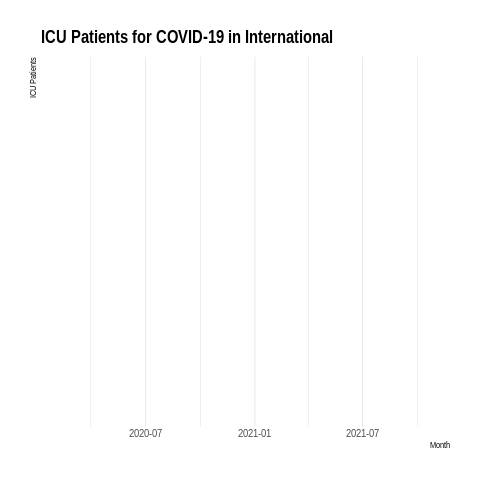 ICU Patients for COVID-19 in International
ICU Patients
2020-07 2021-01 2021-07
Month